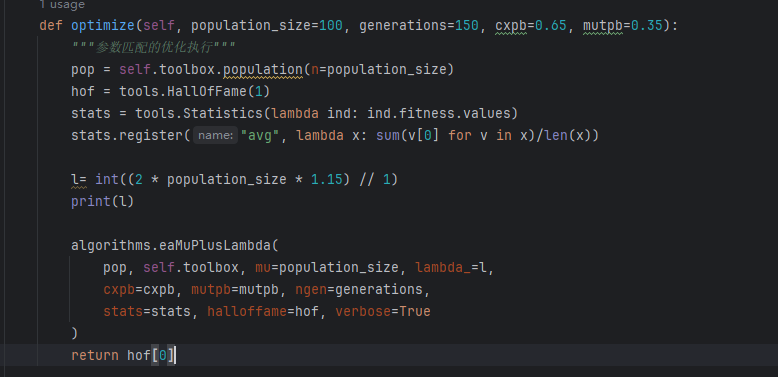 1 usage
def optimize(self, population_size=100, generations=150, cxpb=0.65, mutpb=0.35):
"""参数匹配的优化执行"""
pop = self.toolbox.population(n=population_size)
hof = tools.HallOfFame(1)
stats = tools.Statistics(lambda ind: ind.fitness.values)
stats.register( name: "avg", lambda x: sum(v[0] for v in x)/len(x))
l= int((2 * population_size * 1.15) // 1)
print(l)
algorithms.eaMuPlusLambda(
pop, self.toolbox, mu=population_size, lambda_=l,
cxpb=cxpb, mutpb=mutpb, ngen=generations,
stats=stats, halloffame=hof, verbose=True
)
return hof[0]